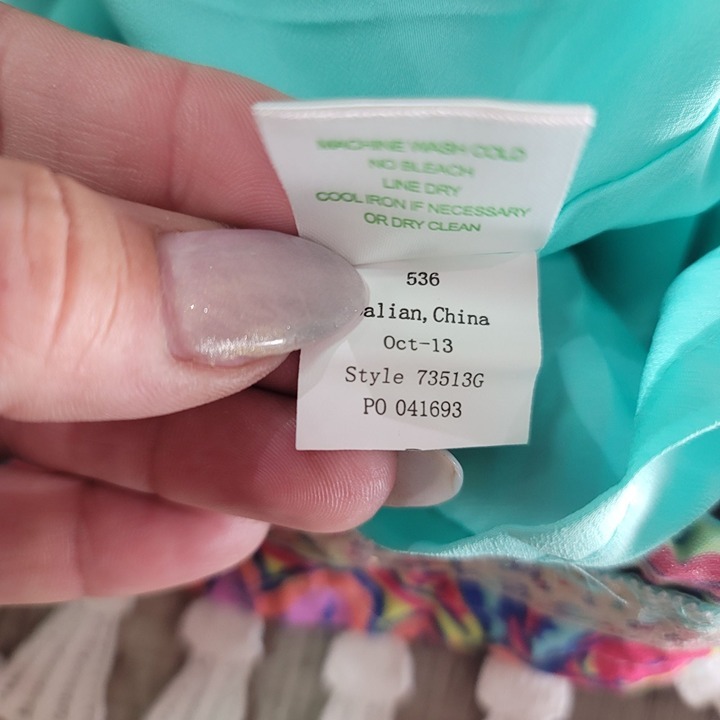 MACHINE WASH COLD
NO BLEACH
LINE DRY
COOL IRON IF NECESSARY
OR DRY CLEAN
536
alian, China
Oct-13
Style 73513G
PO 041693